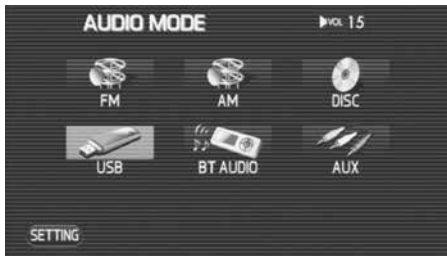 AUDIO MODE
VOL 15
FM AM DISC
USB BT AUDIO AUX
SETTING